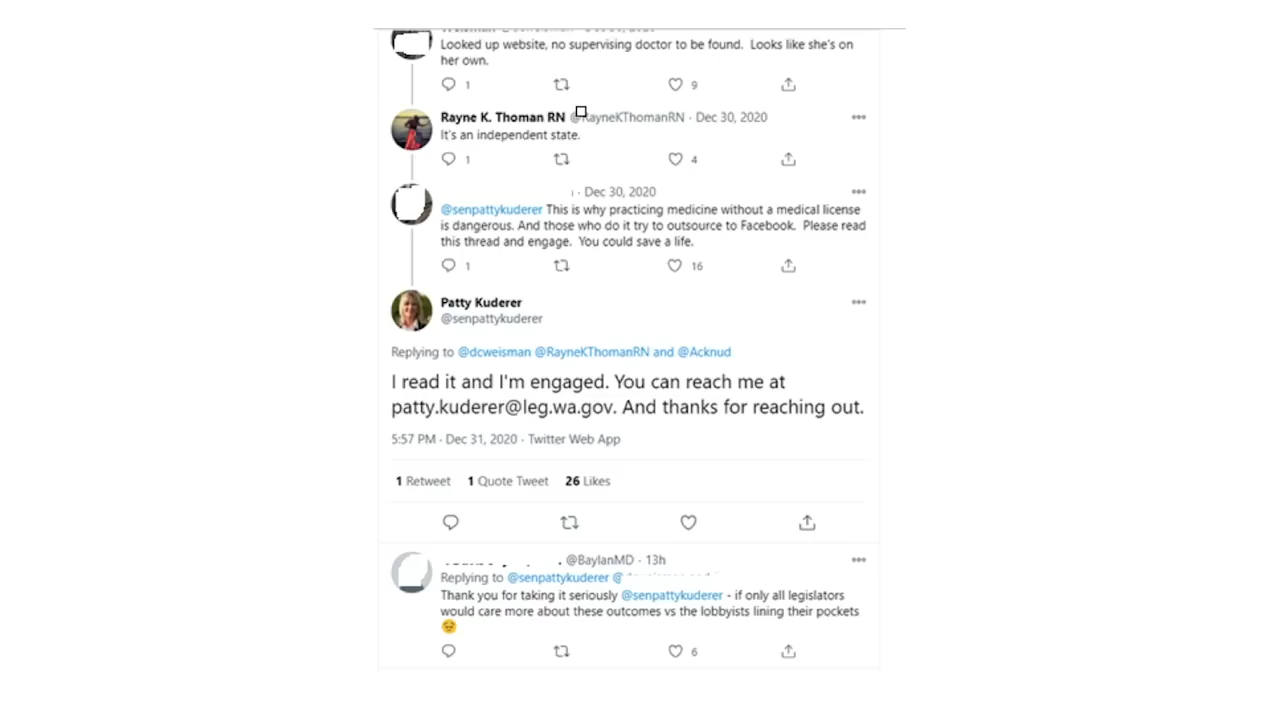 Looked up website, no supervising doctor to be found. Looks like she's on
her own.
1 9
Rayne K. Thoman RN @RayneKThomanRN · Dec 30, 2020
It's an independent state.
1 4
· Dec 30, 2020
@senpattykuderer This is why practicing medicine without a medical license
is dangerous. And those who do it try to outsource to Facebook. Please read
this thread and engage. You could save a life.
1 16
Patty Kuderer
@senpattykuderer
Replying to @dcweisman @RayneKThomanRN and @Acknud
I read it and I'm engaged. You can reach me at
patty.kuderer@leg.wa.gov. And thanks for reaching out.
5:57 PM · Dec 31, 2020 · Twitter Web App
1 Retweet 1 Quote Tweet 26 Likes
@BaylanMD · 13h
Replying to @senpattykuderer @
Thank you for taking it seriously @senpattykuderer - if only all legislators
would care more about these outcomes vs the lobbyists lining their pockets
6